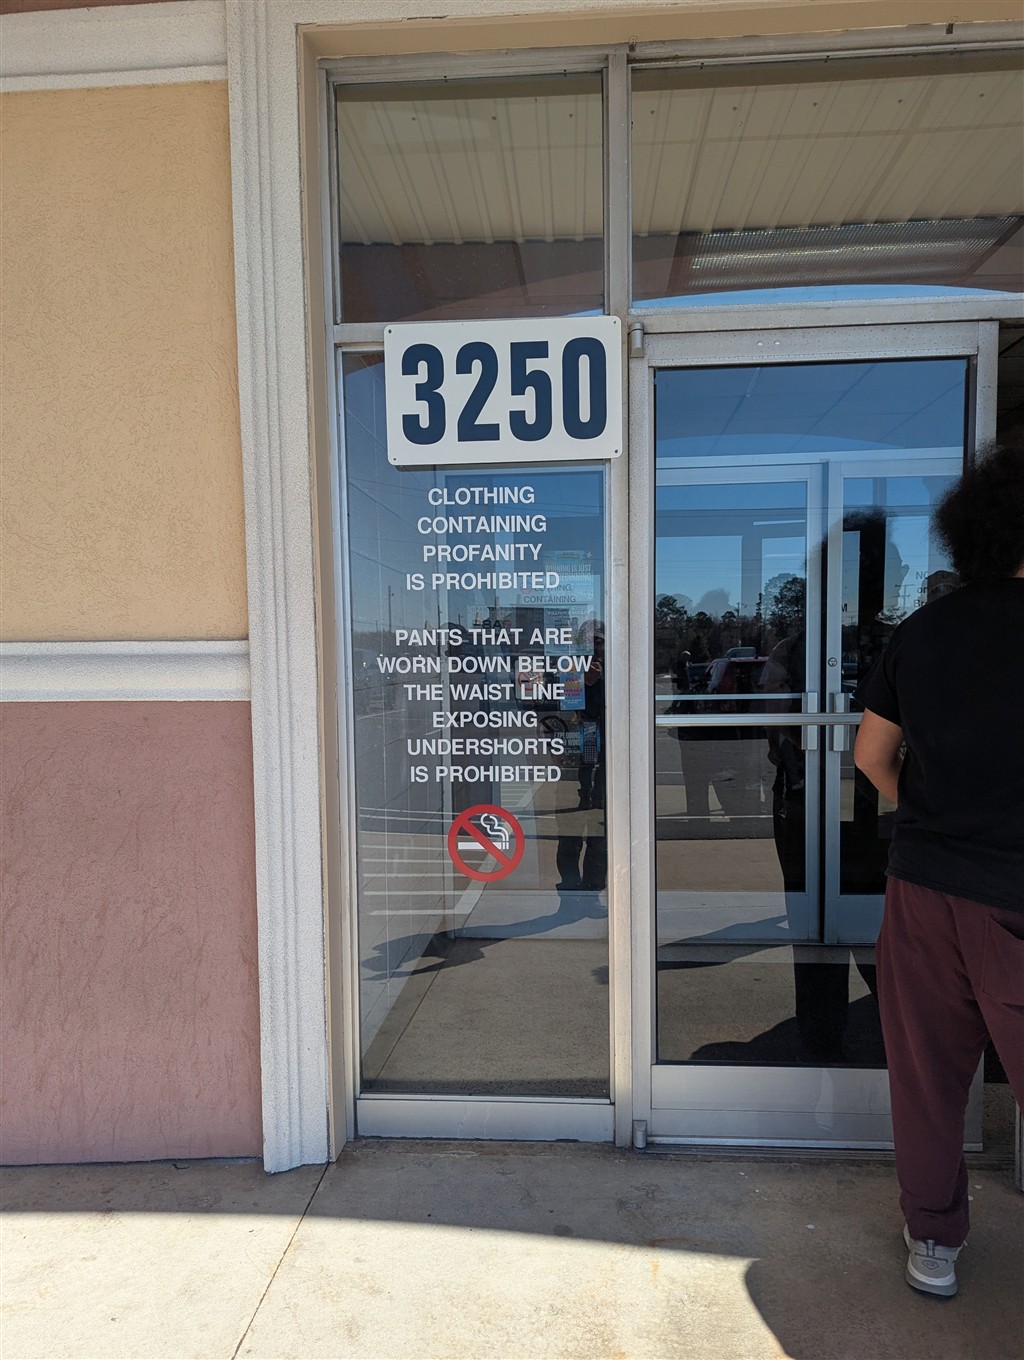 3250
CLOTHING
CONTAINING
PROFANITY
IS PROHIBITED
PANTS THAT ARE
WORN DOWN BELOW
THE WAIST LINE
EXPOSING
UNDERSHORTS
IS PROHIBITED
CONTAINING